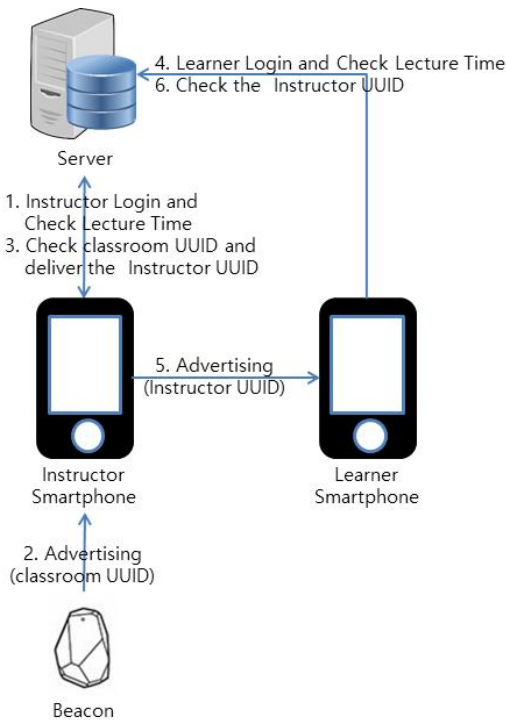 4. Learner Login and Check Lecture Time
6. Check the Instructor UUID
Server
1. Instructor Login and
Check Lecture Time
3. Check classroom UUID and
deliver the Instructor UUID
5. Advertising
(Instructor UUID)
Instructor
Smartphone
Learner
Smartphone
2. Advertising
(classroom UUID)
Beacon